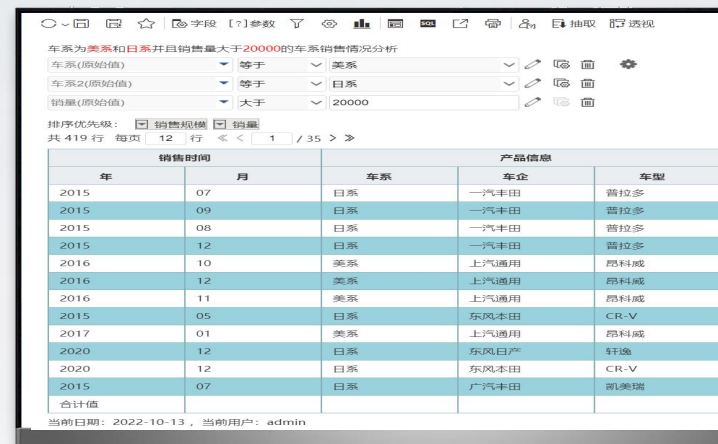 字段 [?]参数 SQL 抽取 透视
车系为美系和日系并且销售量大于20000的车系销售情况分析
车系(原始值) 等于 美系
车系2(原始值) 等于 日系
销量(原始值) 大于 20000
排序优先级： 销售规模 销量
共 419 行 每页 12 行 ≪ < 1 / 35 > ≫
销售时间 产品信息
年 月 车系 车企 车型
2015 07 日系 一汽丰田 普拉多
2015 09 日系 一汽丰田 普拉多
2015 08 日系 一汽丰田 普拉多
2015 12 日系 一汽丰田 普拉多
2016 10 美系 上汽通用 昂科威
2016 12 美系 上汽通用 昂科威
2016 11 美系 上汽通用 昂科威
2015 05 日系 东风本田 CR-V
2017 01 美系 上汽通用 昂科威
2020 12 日系 东风日产 轩逸
2020 12 日系 东风本田 CR-V
2015 07 日系 广汽丰田 凯美瑞
合计值
当前日期：2022-10-13 ，当前用户：admin